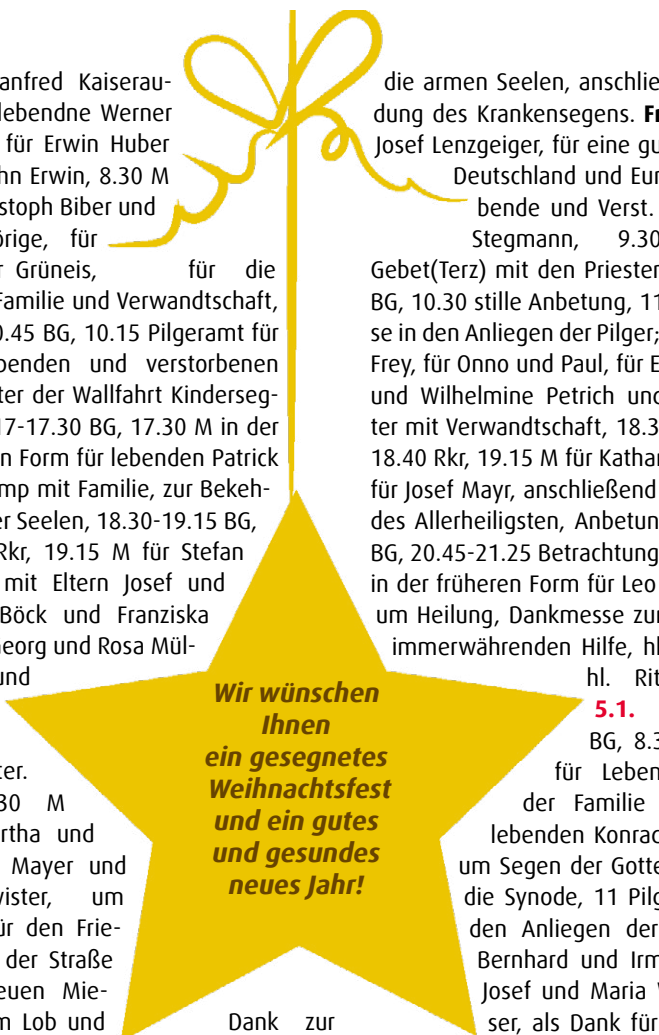 anfred Kaiserau-
lebendne Werner
für Erwin Huber
hn Erwin, 8.30 M
stoph Biber und
örige, für
r Grüneis, für die
Familie und Verwandtschaft,
0.45 BG, 10.15 Pilgeramt für
benden und verstorbenen
ter der Wallfahrt Kinderseg-
17-17.30 BG, 17.30 M in der
en Form für lebenden Patrick
mp mit Familie, zur Bekeh-
er Seelen, 18.30-19.15 BG,
Rkr, 19.15 M für Stefan
mit Eltern Josef und
Böck und Franziska
Georg und Rosa Mül-
und
ter.
30 M
rtha und
Mayer und
vister, um
ür den Frie-
der Straße
euen Mie-
m Lob und
Dank zur
Wir wünschen
Ihnen
ein gesegnetes
Weihnachtsfest
und ein gutes
und gesundes
neues Jahr!
die armen Seelen, anschlie
dung des Krankensegens. Fr
Josef Lenzgeiger, für eine gu
Deutschland und Eur
bende und Verst.
Stegmann, 9.30
Gebet(Terz) mit den Priester
BG, 10.30 stille Anbetung, 11
se in den Anliegen der Pilger;
Frey, für Onno und Paul, für E
und Wilhelmine Petrich und
ter mit Verwandtschaft, 18.3
18.40 Rkr, 19.15 M für Kathar
für Josef Mayr, anschließend
des Allerheiligsten, Anbetun
BG, 20.45-21.25 Betrachtung
in der früheren Form für Leo
um Heilung, Dankmesse zur
immerwährenden Hilfe, hl
hl. Rit
5.1.
BG, 8.3
für Leben
der Familie
lebenden Konrad
um Segen der Gotte
die Synode, 11 Pilg
den Anliegen der
Bernhard und Irm
Josef und Maria W
ser, als Dank für